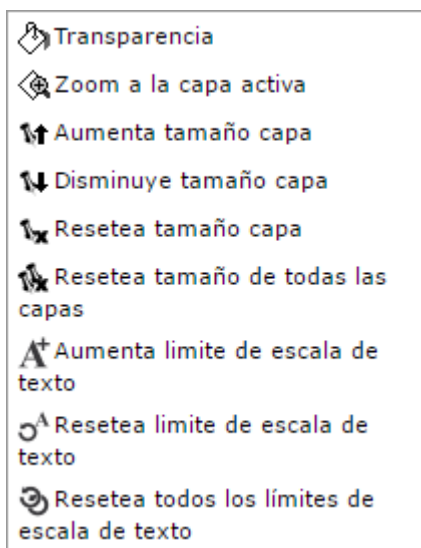 Transparencia
Zoom a la capa activa
Aumenta tamaño capa
Disminuye tamaño capa
Resetea tamaño capa
Resetea tamaño de todas las
capas
Aumenta limite de escala de
texto
Resetea limite de escala de
texto
Resetea todos los límites de
escala de texto